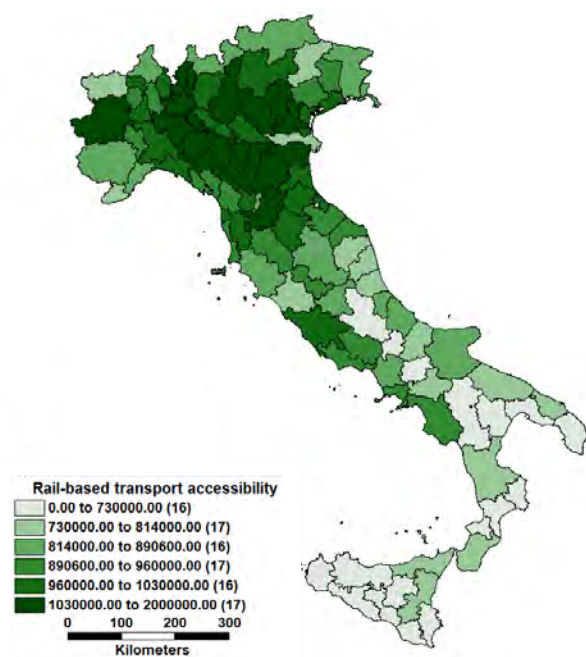 Rail-based transport accessibility
0.00 to 730000.00 (16)
730000.00 to 814000.00 (17)
814000.00 to 890600.00 (16)
890600.00 to 960000.00 (17)
960000.00 to 1030000.00 (16)
1030000.00 to 2000000.00 (17)
0 100 200 300
Kilometers